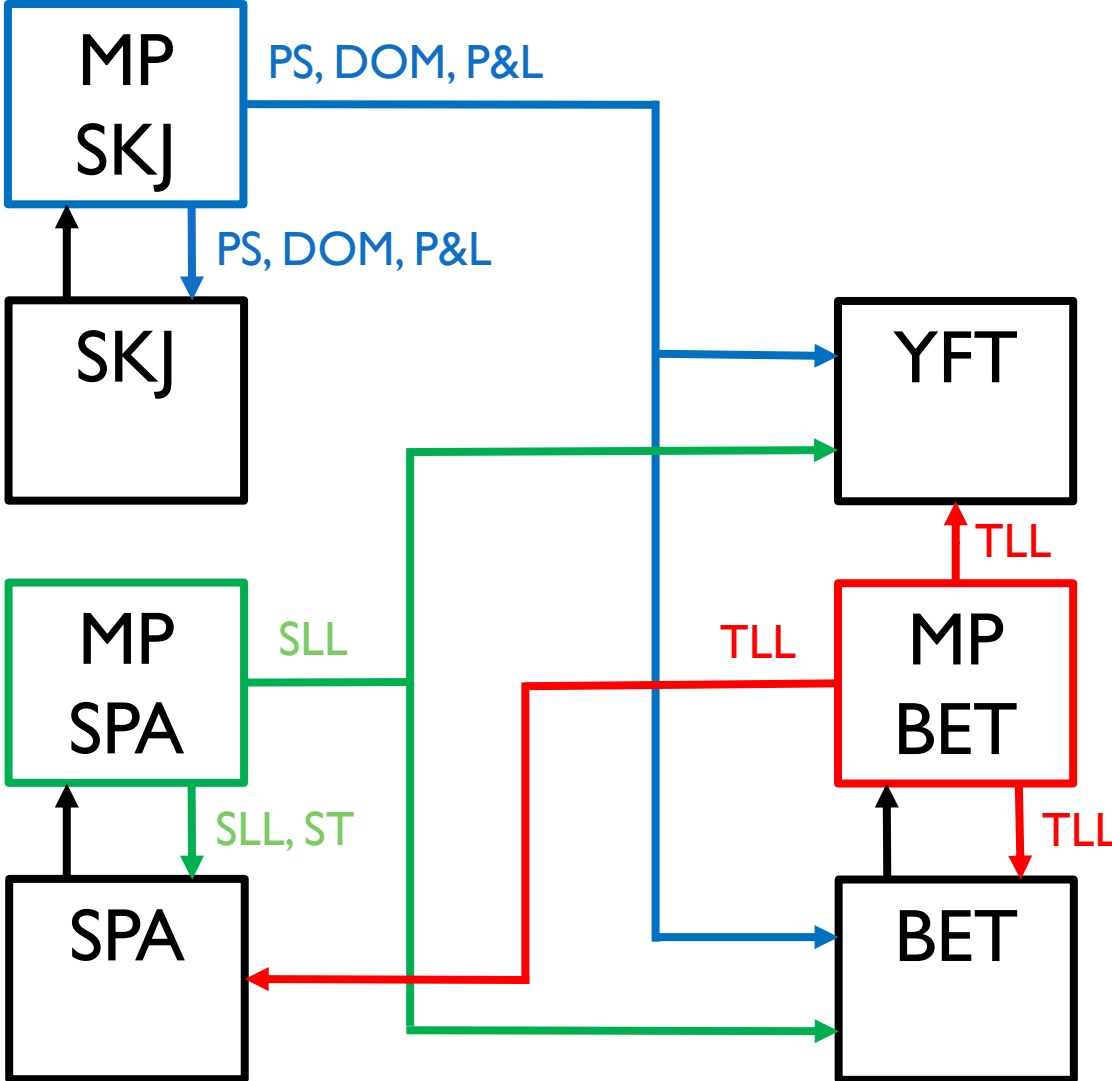 MP
SKJ
PS, DOM, P&L
PS, DOM, P&L
SKJ
YFT
TLL
MP
SPA
SLL
TLL
MP
BET
SLL, ST
TLL
SPA
BET